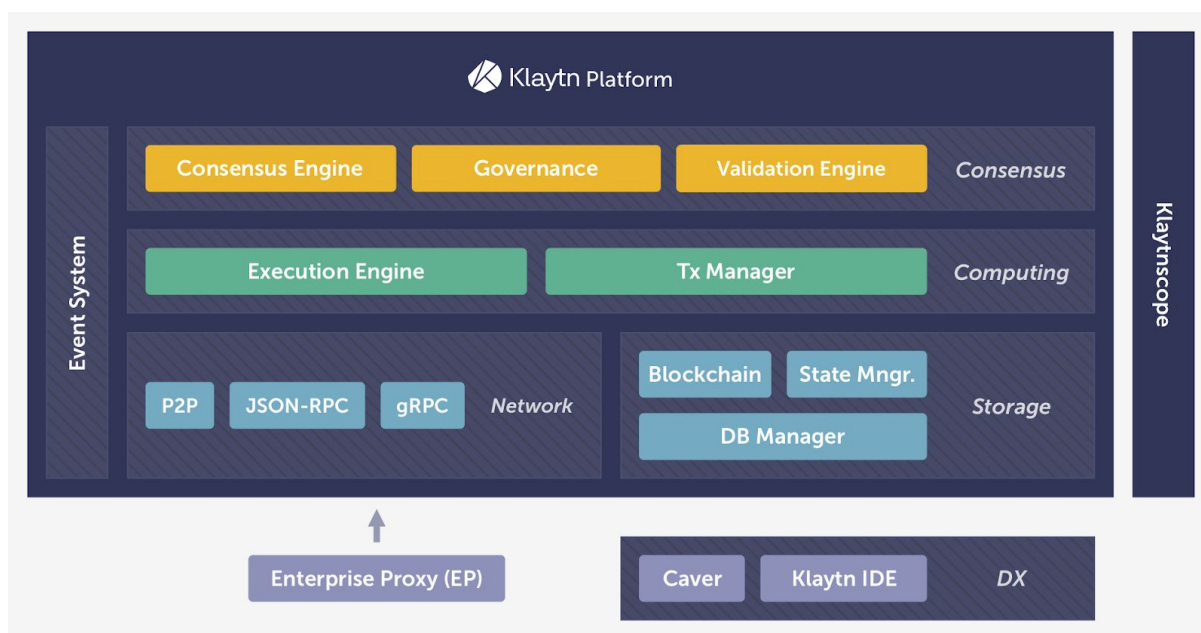 Klaytn Platform
Event System
Consensus Engine
Governance
Validation Engine
Consensus
Execution Engine
Tx Manager
Computing
P2P
JSON-RPC
gRPC
Network
Blockchain
State Mngr.
DB Manager
Storage
Klaytnscope
Enterprise Proxy (EP)
Caver
Klaytn IDE
DX